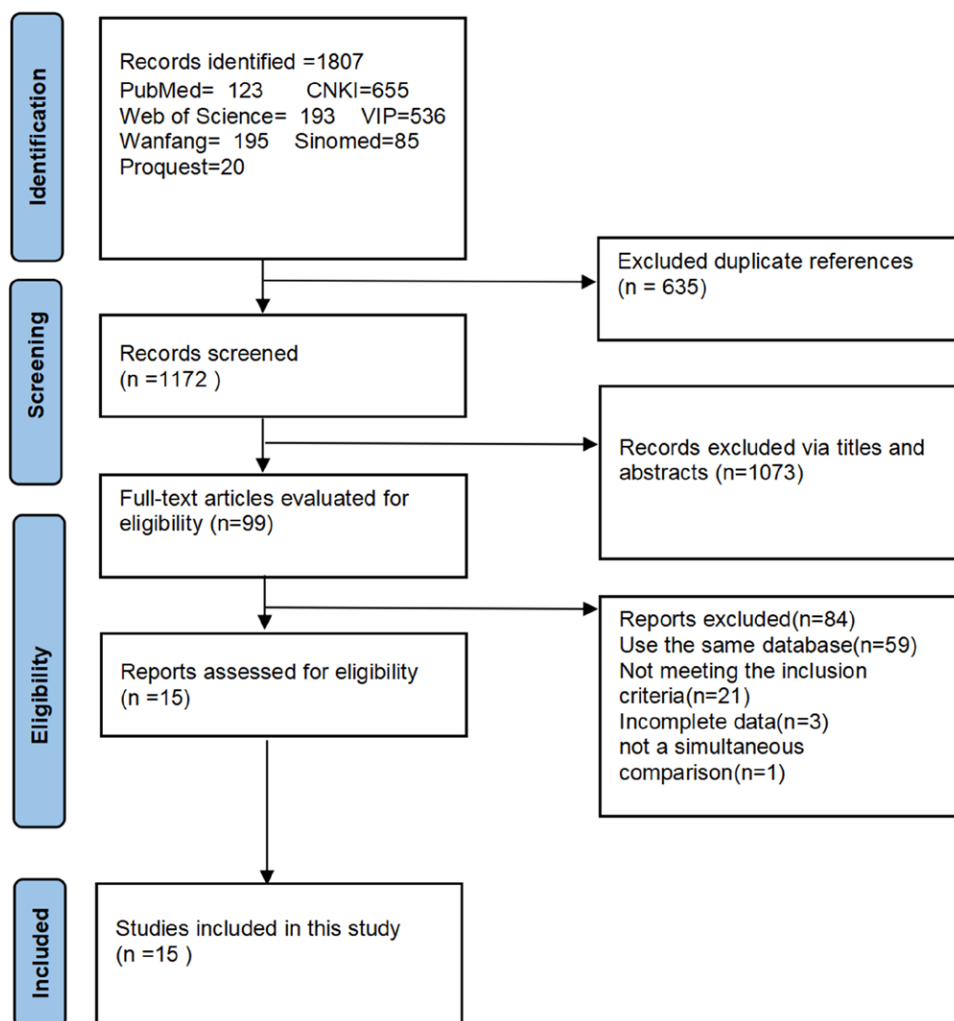 Identification
Records identified =1807
PubMed= 123 CNKI=655
Web of Science= 193 VIP=536
Wanfang= 195 Sinomed=85
Proquest=20
Excluded duplicate references
(n = 635)
Screening
Records screened
(n =1172 )
Records excluded via titles and
abstracts (n=1073)
Full-text articles evaluated for
eligibility (n=99)
Eligibility
Reports excluded(n=84)
Use the same database(n=59)
Not meeting the inclusion
criteria(n=21)
Incomplete data(n=3)
not a simultaneous
comparison(n=1)
Reports assessed for eligibility
(n =15)
Included
Studies included in this study
(n =15 )